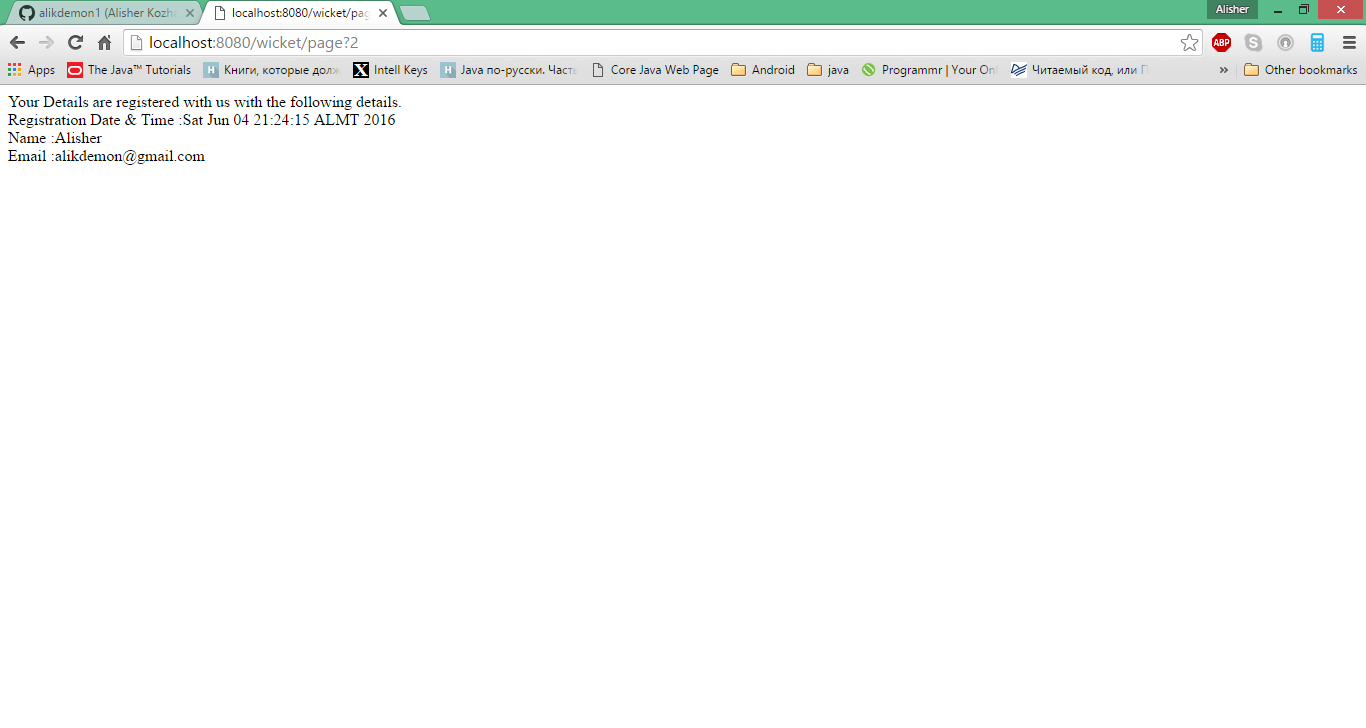 alikdemon1 (Alisher Kozha
localhost:8080/wicket/pag
Alisher
localhost:8080/wicket/page?2
ABP
Apps
The Java™ Tutorials
H
Книги, которые долж
X
Intell Keys
H
Java по-русски. Часть
Core Java Web Page
Android
java
Programmr | Your Onl
Читаемый код, или П
»
Other bookmarks
Your Details are registered with us with the following details.
Registration Date & Time :Sat Jun 04 21:24:15 ALMT 2016
Name :Alisher
Email :alikdemon@gmail.com